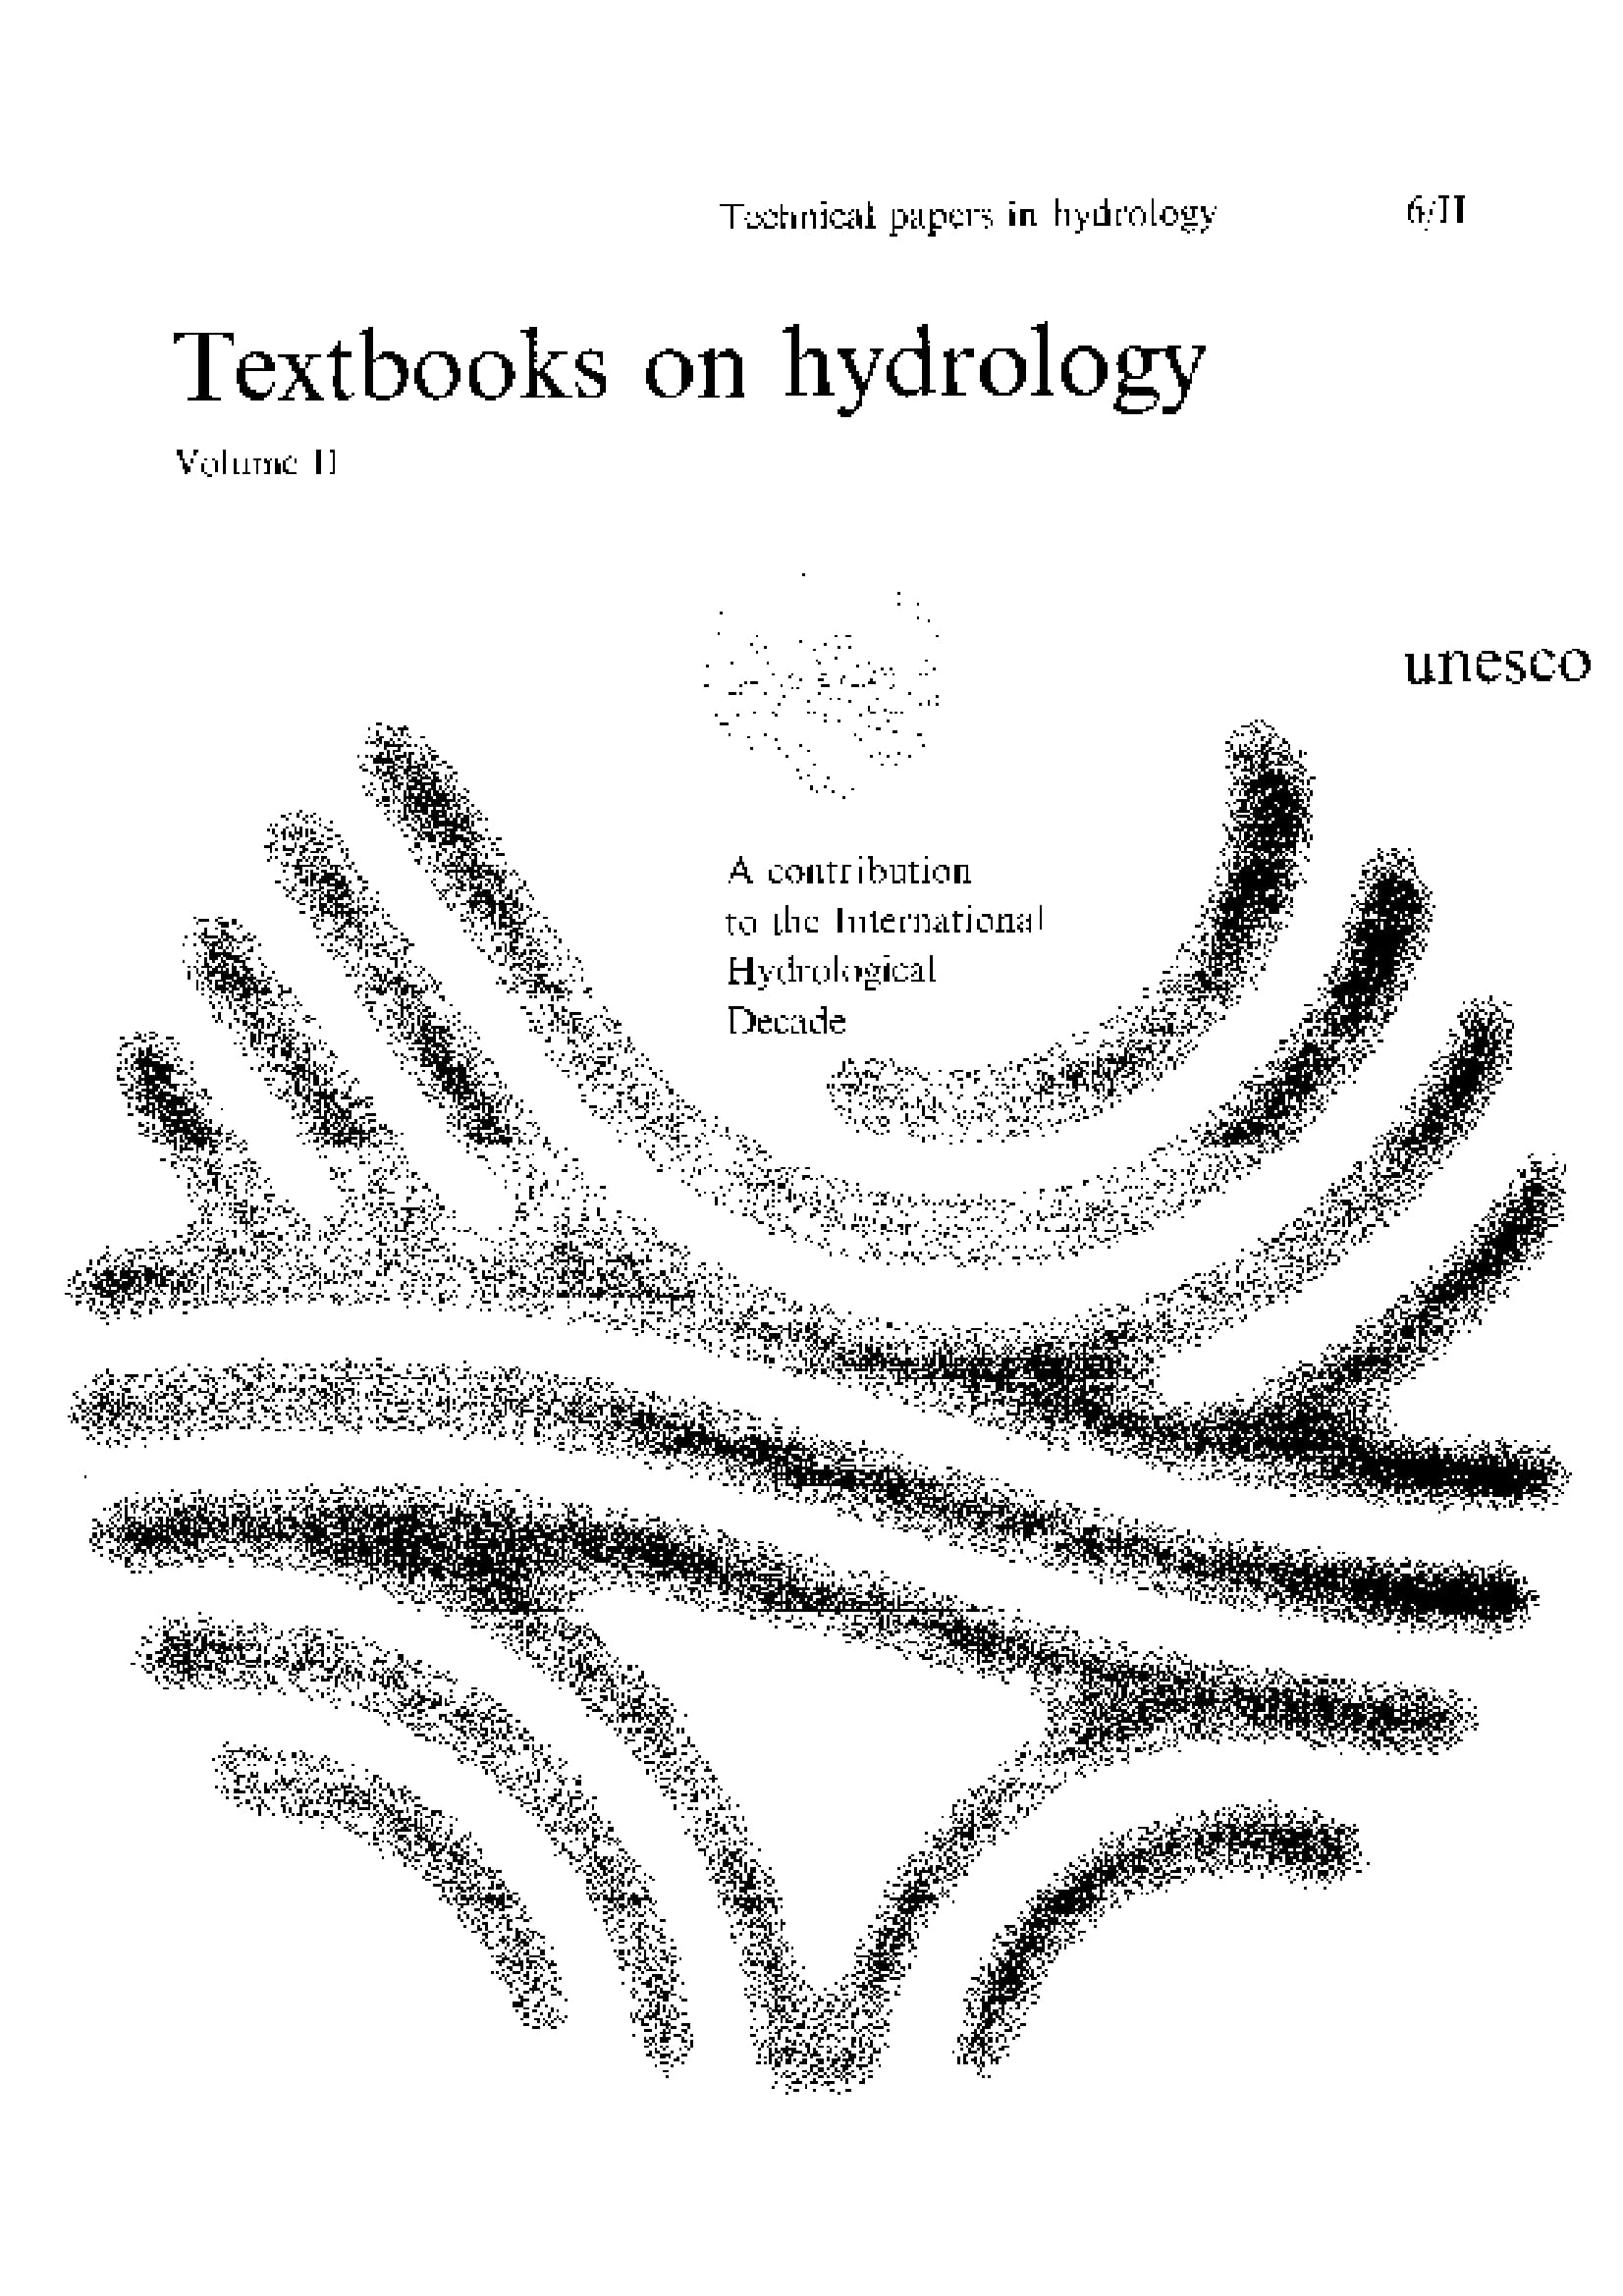 Technical papers in hydrology 6/II
Textbooks on hydrology
Volume II
unesco
A contribution
to the International
Hydrological
Decade